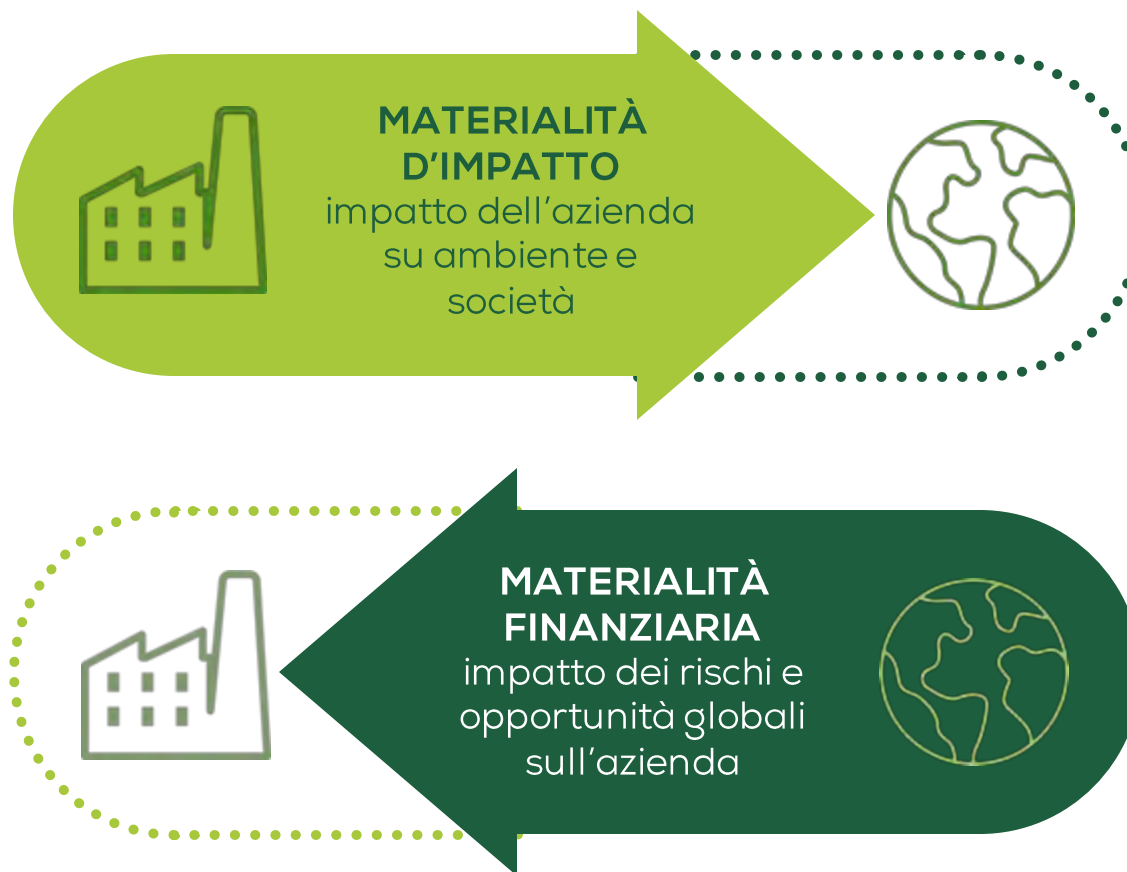 MATERIALITÀ
D'IMPATTO
impatto dell'azienda
su ambiente e
società
MATERIALITÀ
FINANZIARIA
impatto dei rischi e
opportunità globali
sull'azienda